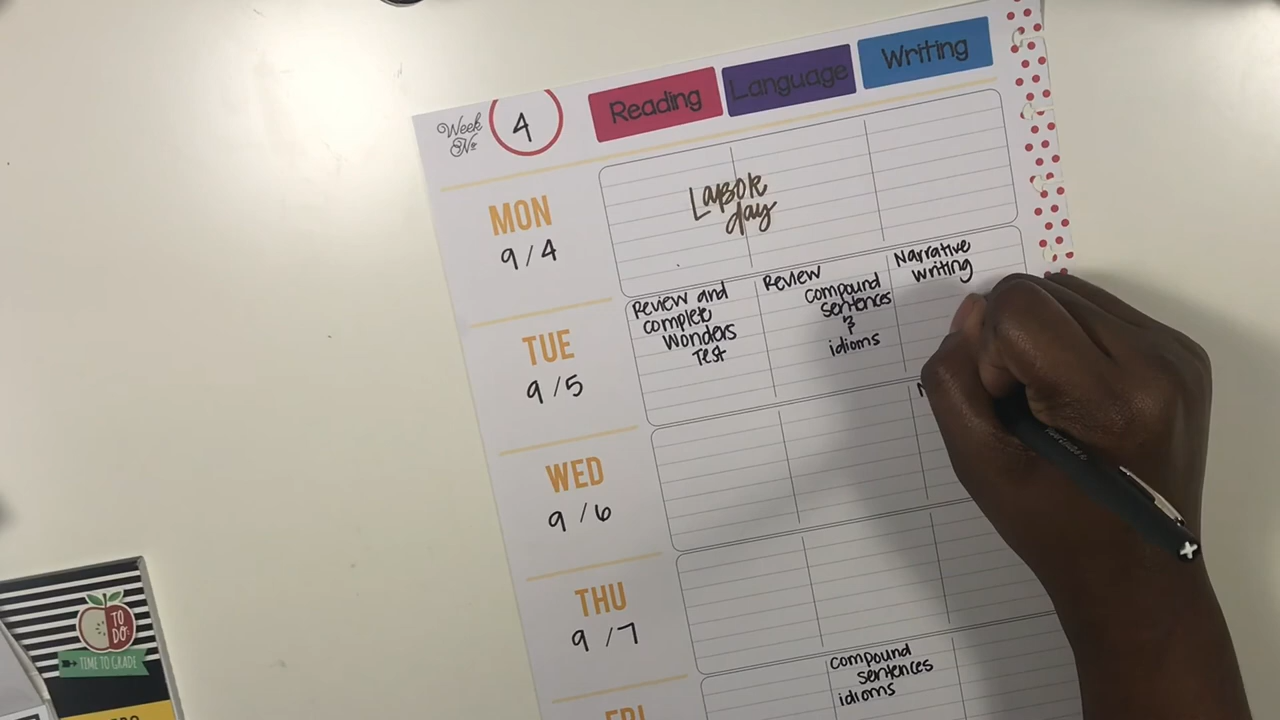 Week No 4
Reading Language Writing
MON
9/4
Labor
day
TUE
9/5
Review and
complete
Wonders
Test
Review
compound
sentences
&
idioms
Narrative
writing
WED
9/6
THU
9/7
FRI
compound
sentences
idioms
TO
DO:
TIME TO GRADE